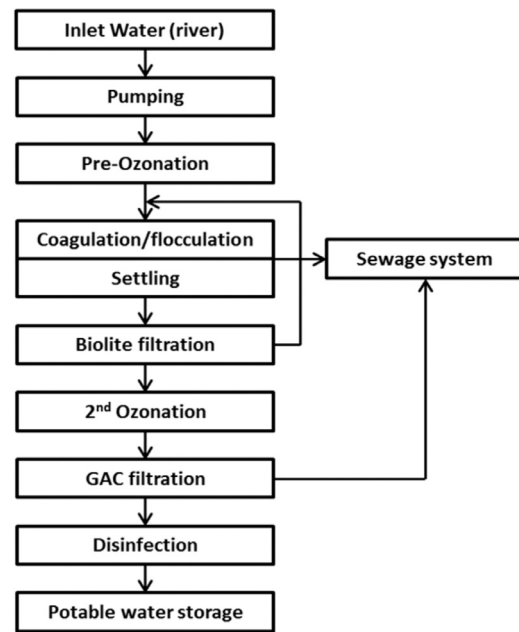 Inlet Water (river)
Pumping
Pre-Ozonation
Coagulation/flocculation
Sewage system
Settling
Biolite filtration
2nd Ozonation
GAC filtration
Disinfection
Potable water storage